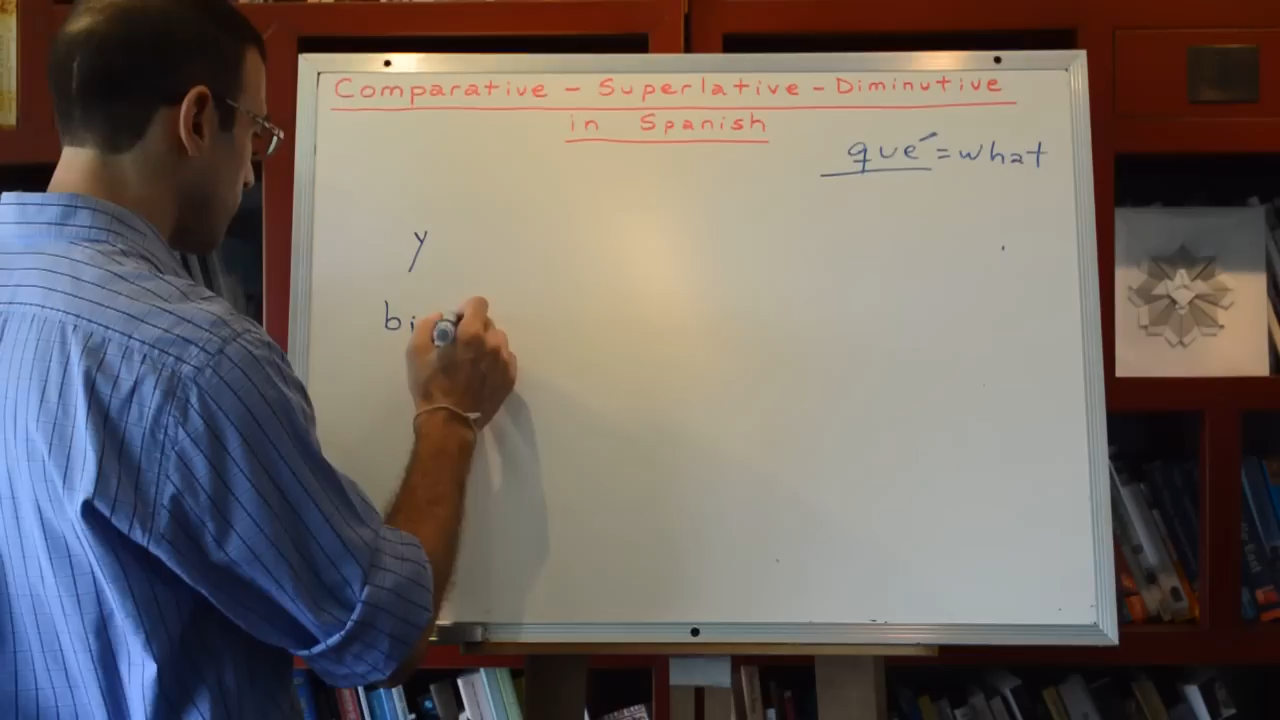 Comparative - Superlative - Diminutive
in Spanish
qué = what
y
bi